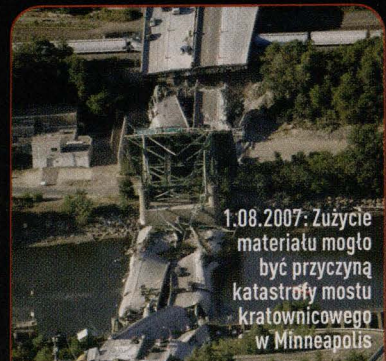 1.08.2007: Zużycie
materiału mogło
być przyczyną
katastrofy mostu
kratownicowego
w Minneapolis